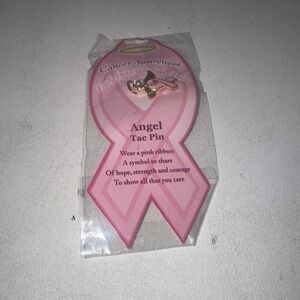 Cancer Awareness
Angel
Tac Pin
Wear a pink ribbon
A symbol to share
Of hope, strength and courage
To show all that you care